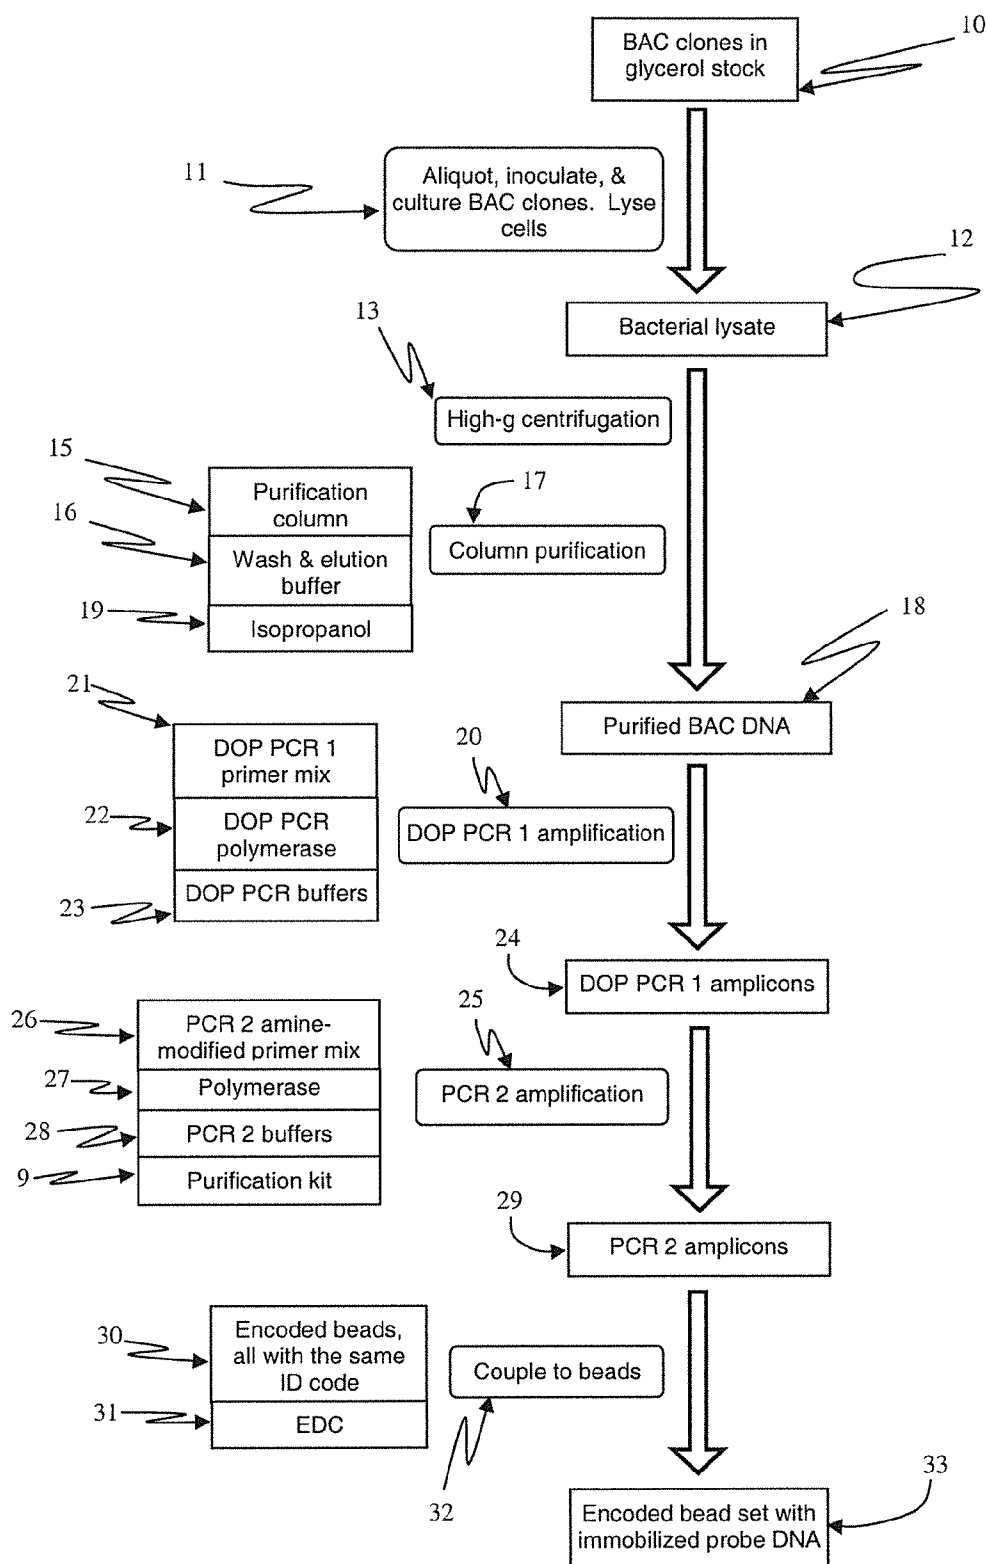 BAC clones in
glycerol stock
10
11
Aliquot, inoculate, &
culture BAC clones. Lyse
cells
12
Bacterial lysate
13
High-g centrifugation
15
Purification
column
17
16
Column purification
Wash & elution
buffer
19
Isopropanol
18
21
Purified BAC DNA
DOP PCR 1
primer mix
20
22
DOP PCR
polymerase
DOP PCR 1 amplification
23
DOP PCR buffers
24
DOP PCR 1 amplicons
26
PCR 2 amine-
modified primer mix
25
27
Polymerase
PCR 2 amplification
28
PCR 2 buffers
9
Purification kit
29
PCR 2 amplicons
30
Encoded beads,
all with the same
ID code
Couple to beads
31
EDC
32
33
Encoded bead set with
immobilized probe DNA